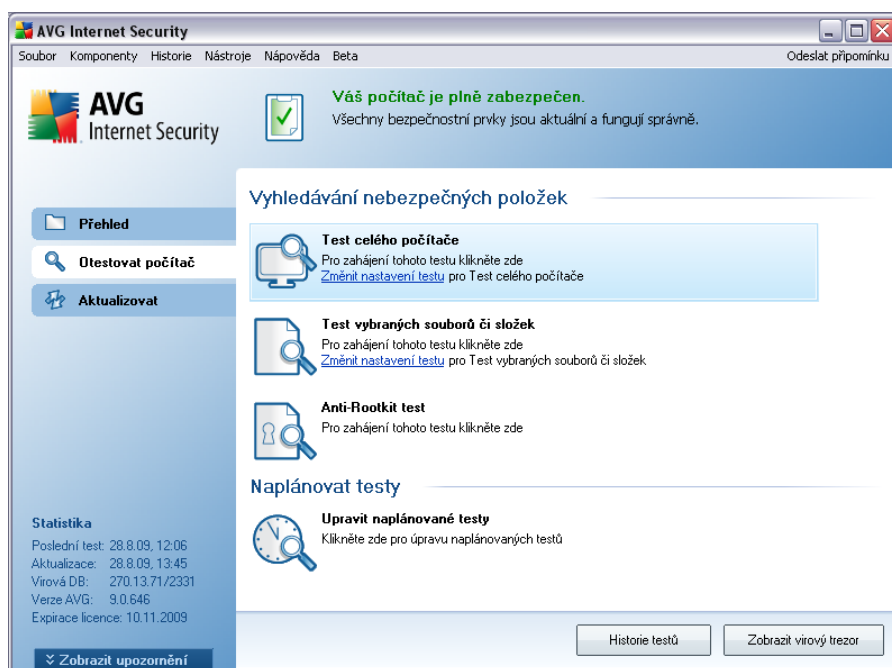 AVG Internet Security
Soubor Komponenty Historie Nástroje Nápověda Beta Odeslat připomínku
AVG
Internet Security
Váš počítač je plně zabezpečen.
Všechny bezpečnostní prvky jsou aktuální a fungují správně.
Přehled
Otestovat počítač
Aktualizovat
Vyhledávání nebezpečných položek
Test celého počítače
Pro zahájení tohoto testu klikněte zde
Změnit nastavení testu pro Test celého počítače
Test vybraných souborů či složek
Pro zahájení tohoto testu klikněte zde
Změnit nastavení testu pro Test vybraných souborů či složek
Anti-Rootkit test
Pro zahájení tohoto testu klikněte zde
Naplánovat testy
Upravit naplánované testy
Klikněte zde pro úpravu naplánovaných testů
Statistika
Poslední test: 28.8.09, 12:06
Aktualizace: 28.8.09, 13:45
Virová DB: 270.13.71/2331
Verze AVG: 9.0.646
Expirace licence: 10.11.2009
Zobrazit upozornění
Historie testů
Zobrazit virový trezor